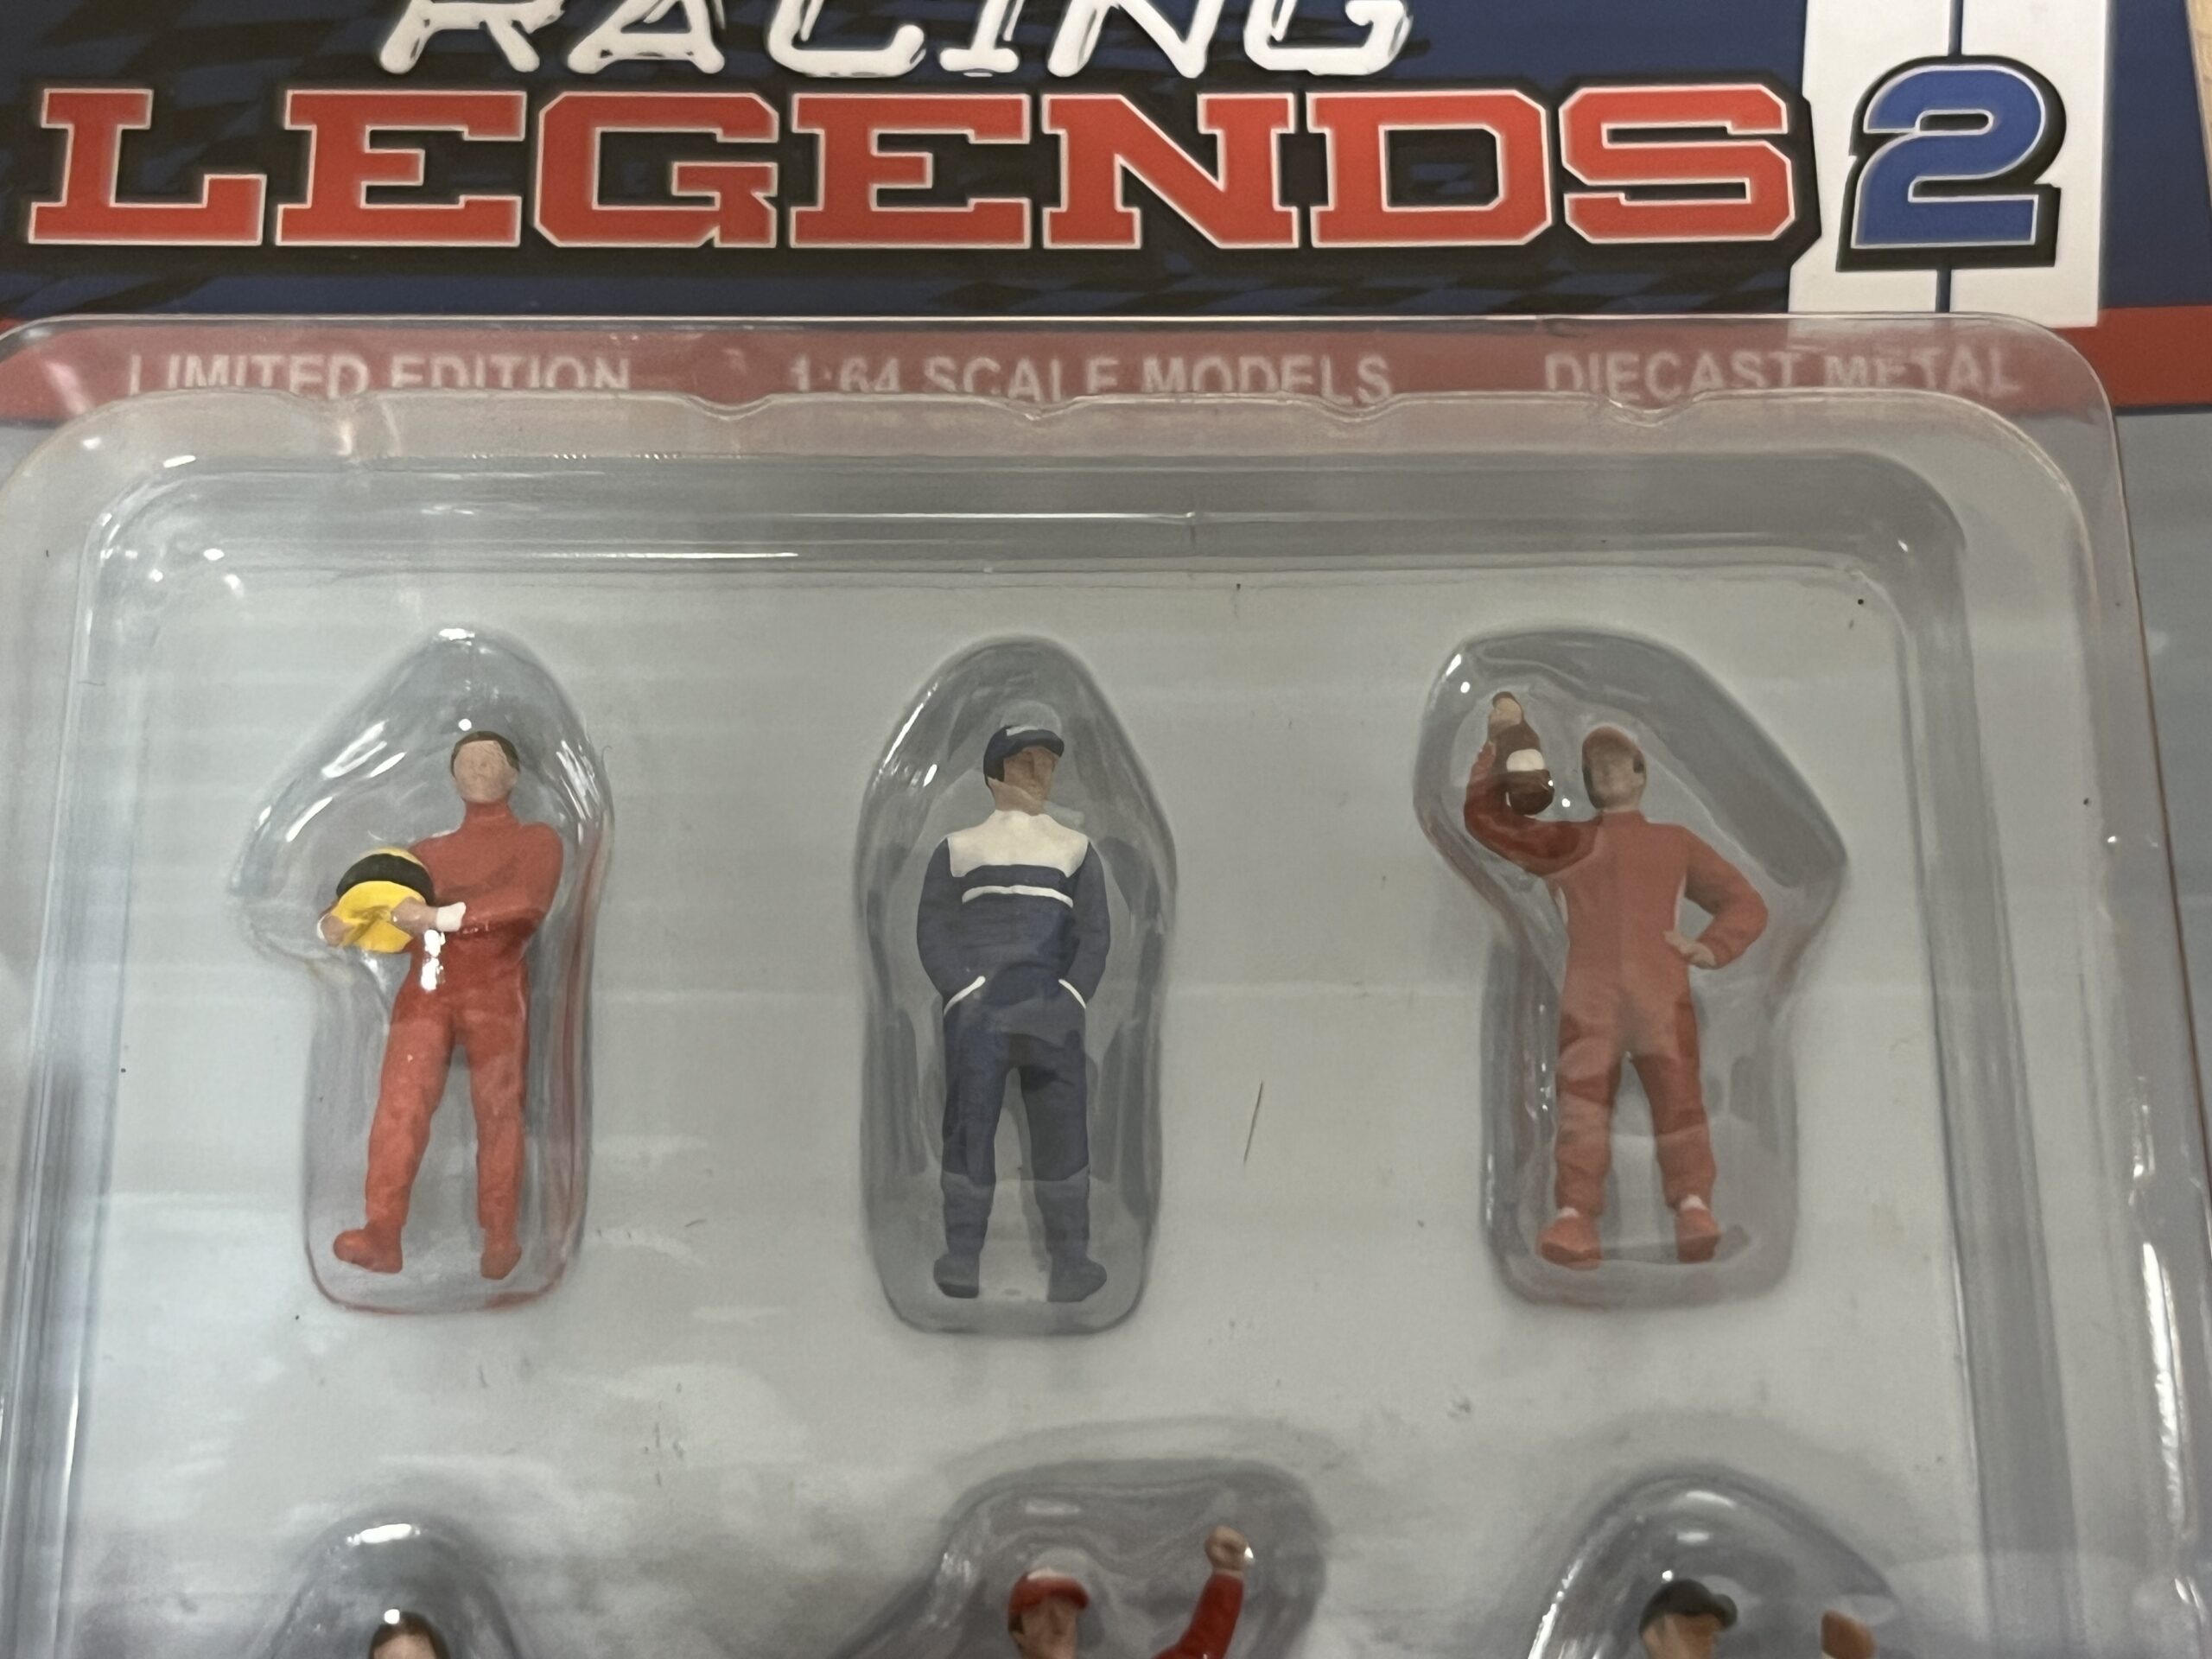 RACING
LEGENDS 2
LIMITED EDITION 1:64 SCALE MODELS DIECAST METAL